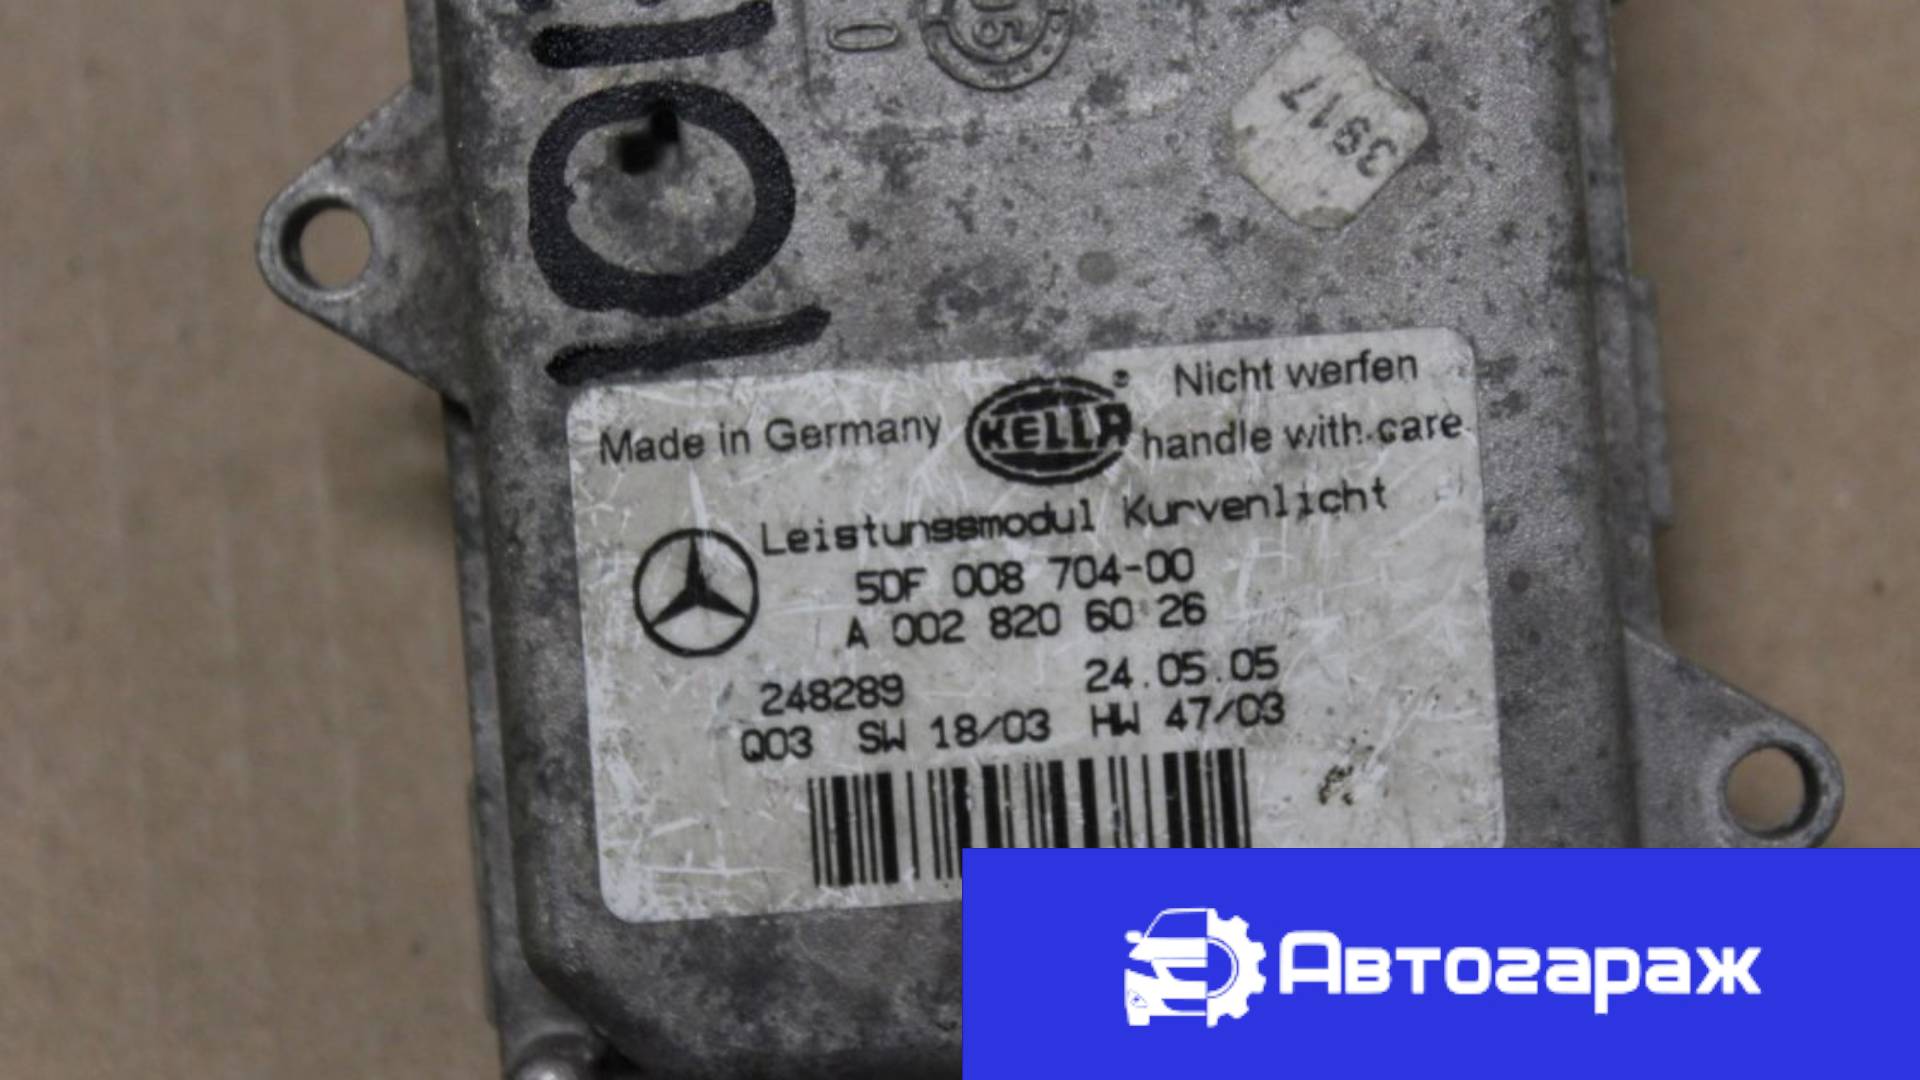 05
3917
Made in Germany
HELLA
®
Nicht werfen
handle with care
Leistungsmodul Kurvenlicht
5DF 008 704-00
A 002 820 60 26
248289
24.05.05
Q03 SW 18/03 HW 47/03
Автогараж